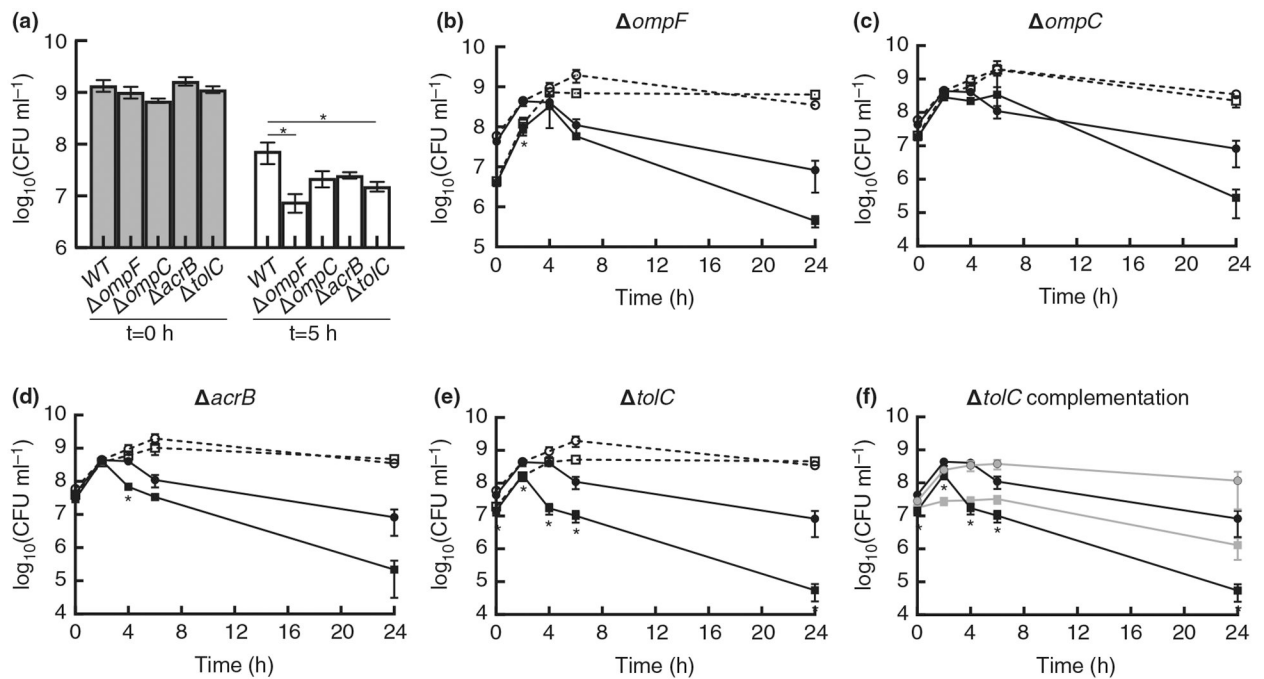 (a)
10
9
8
7
6
log10(CFU ml–1)
* *
WT ΔompF ΔompC ΔacrB ΔtolC
WT ΔompF ΔompC ΔacrB ΔtolC
t=0 h t=5 h
(b) ΔompF
10
9
8
7
6
5
log10(CFU ml–1)
*
0 4 8 12 16 20 24
Time (h)
(c) ΔompC
10
9
8
7
6
5
4
log10(CFU ml–1)
0 4 8 12 16 20 24
Time (h)
(d) ΔacrB
10
9
8
7
6
5
4
log10(CFU ml–1)
*
0 4 8 12 16 20 24
Time (h)
(e) ΔtolC
10
9
8
7
6
5
4
log10(CFU ml–1)
* * * * *
0 4 8 12 16 20 24
Time (h)
(f) ΔtolC complementation
10
9
8
7
6
5
4
log10(CFU ml–1)
* * * * *
0 4 8 12 16 20 24
Time (h)